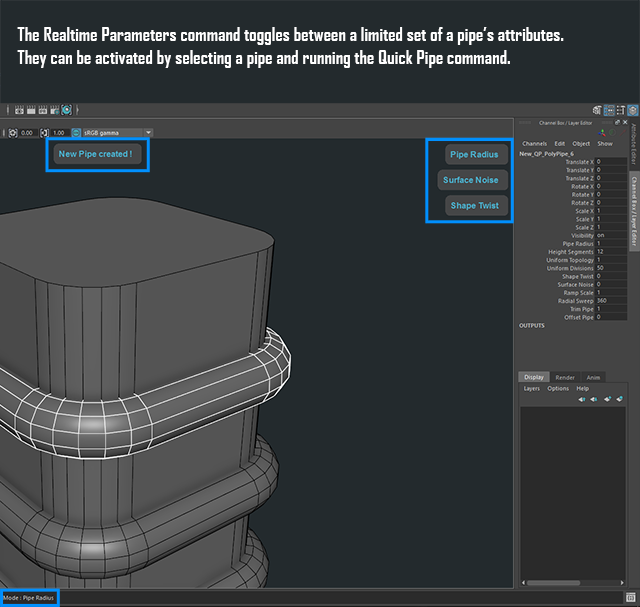 The Realtime Parameters command toggles between a limited set of a pipe's attributes.
They can be activated by selecting a pipe and running the Quick Pipe command.
Channel Box / Layer Editor
0.00 1.00 sRGB gamma
New Pipe created !
Pipe Radius
Surface Noise
Shape Twist
Channels Edit Object Show
New_QP_PolyPipe_6
Translate X 0
Translate Y 0
Translate Z 0
Rotate X 0
Rotate Y 0
Rotate Z 0
Scale X 1
Scale Y 1
Scale Z 1
Visibility on
Pipe Radius 1
Height Segments 12
Uniform Topology 1
Uniform Divisions 50
Shape Twist 0
Surface Noise 0
Ramp Scale 1
Radial Sweep 360
Trim Pipe 1
Offset Pipe 0
OUTPUTS
Attribute Editor
Channel Box / Layer Editor
Display Render Anim
Layers Options Help
Mode : Pipe Radius